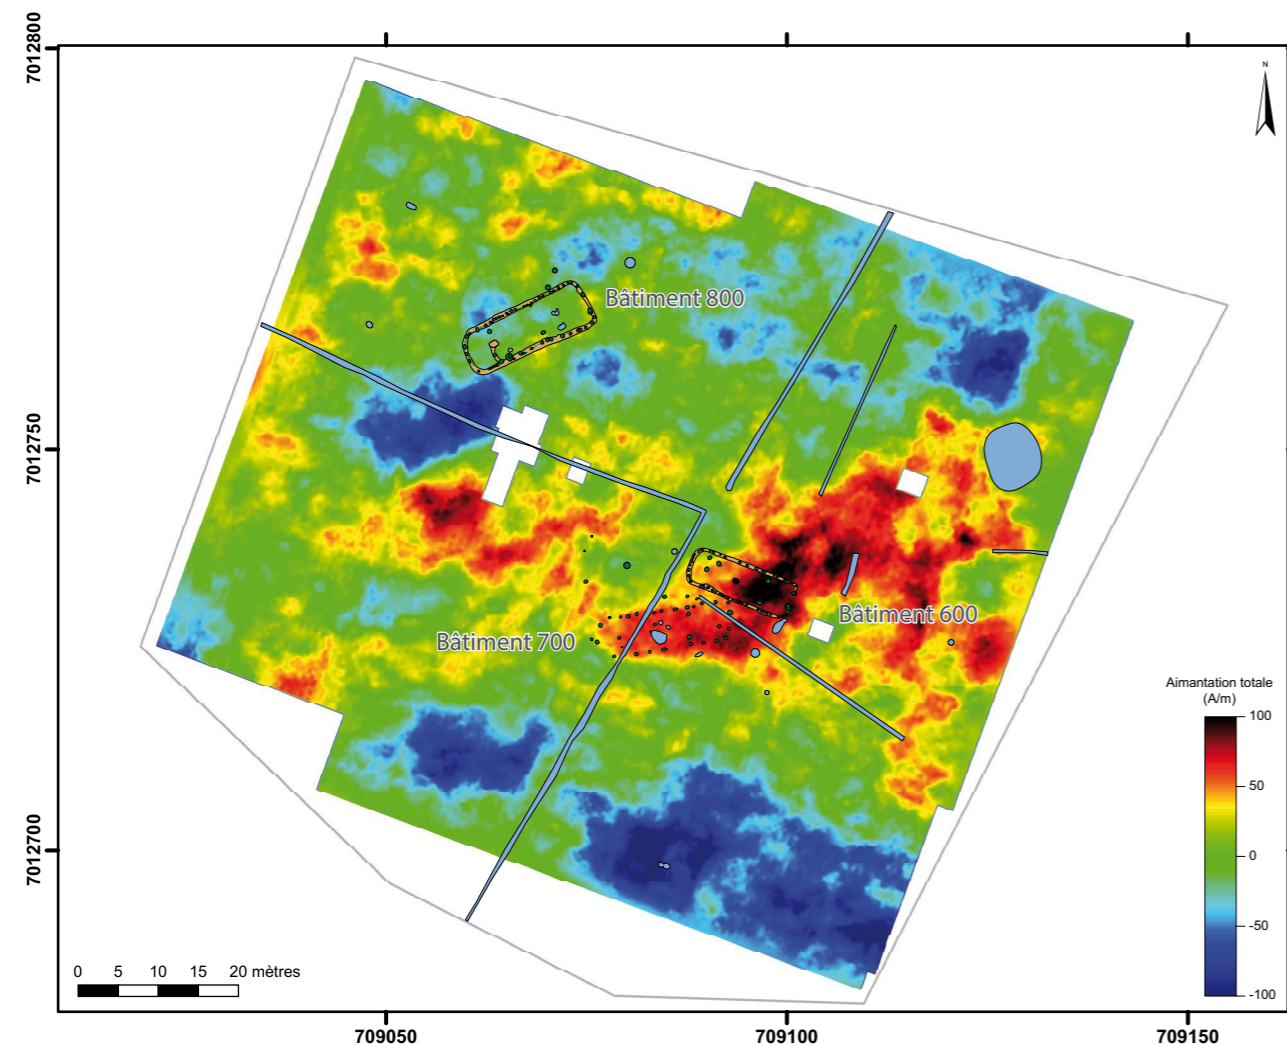 7012800
N
Bâtiment 800
7012750
Bâtiment 600
Bâtiment 700
Aimantation totale
(A/m)
100
50
0
-50
-100
7012700
0 5 10 15 20 mètres
709050 709100 709150